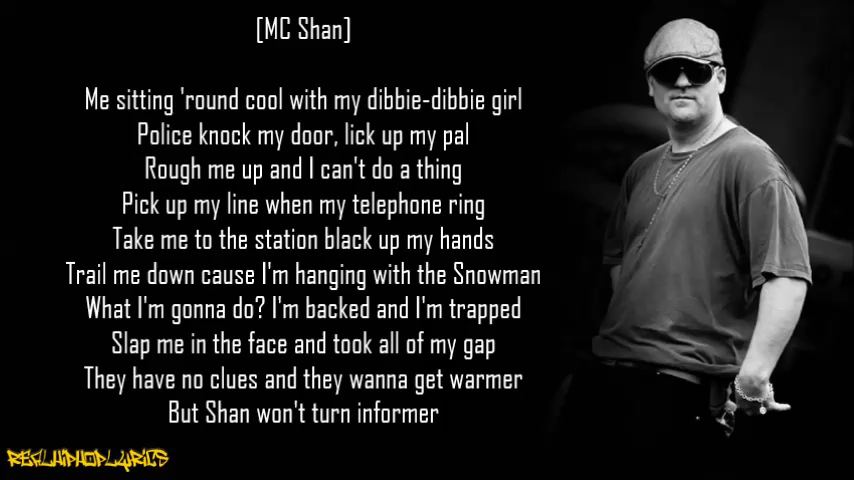 [MC Shan]
Me sitting 'round cool with my dibbie-dibbie girl
Police knock my door, lick up my pal
Rough me up and I can't do a thing
Pick up my line when my telephone ring
Take me to the station black up my hands
Trail me down cause I'm hanging with the Snowman
What I'm gonna do? I'm backed and I'm trapped
Slap me in the face and took all of my gap
They have no clues and they wanna get warmer
But Shan won't turn informer
REALHIPHOPLYRICS